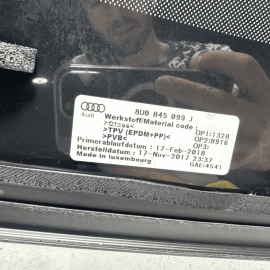 8U0 845 099 J
Audi
Werkstoff/Material code :
>Glass<
OP1:1328
>TPV (EPDM+PP)<
OP2:0916
>PVB<
OP3:
Primerablaufdatum : 17-Feb-2018
Herstelldatum : 17-Nov-2017 23:37
Made in luxembourg
GAE:4541